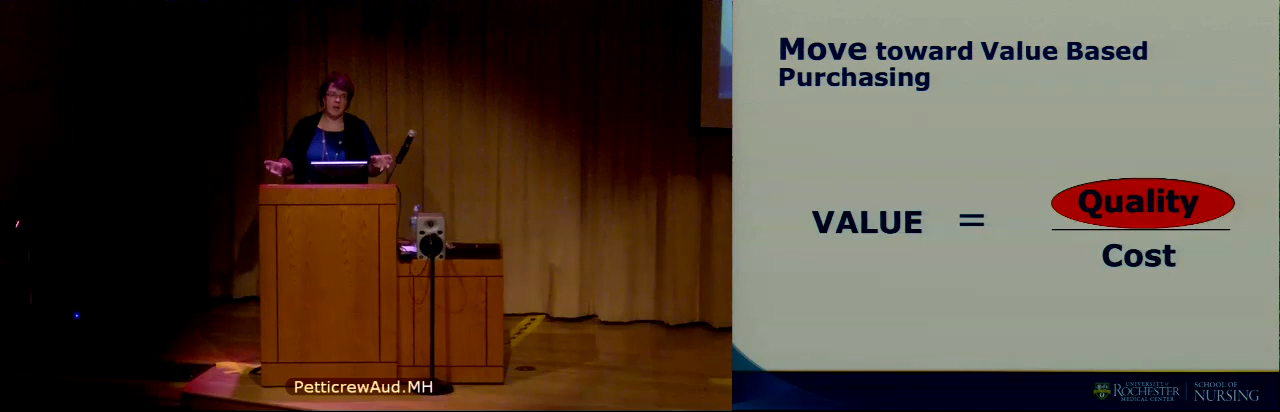 Move toward Value Based
Purchasing
VALUE = Quality
Cost
PetticrewAud.MH
UNIVERSITY of
ROCHESTER
MEDICAL CENTER
SCHOOL OF
NURSING